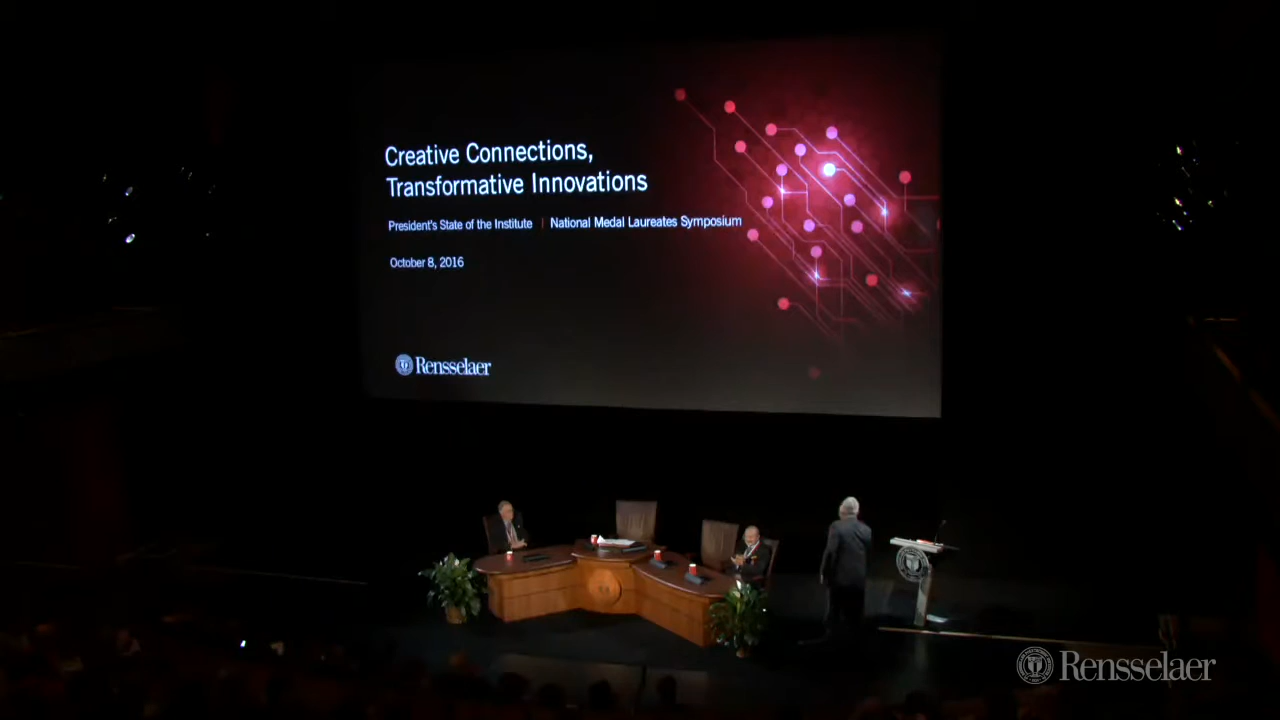 Creative Connections,
Transformative Innovations
President's State of the Institute | National Medal Laureates Symposium
October 8, 2016
Rensselaer
Rensselaer